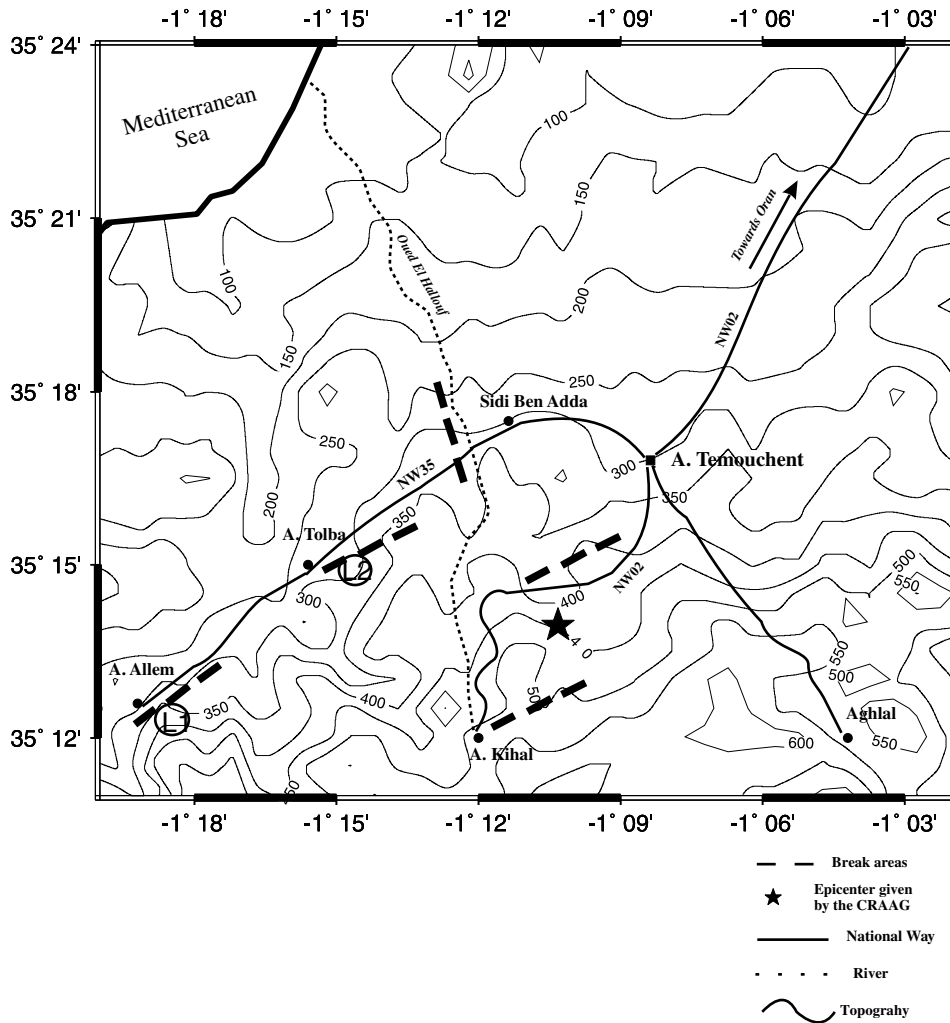 -1˚ 18' -1˚ 15' -1˚ 12' -1˚ 09' -1˚ 06' -1˚ 03'
35˚ 24'
Mediterranean
Sea
100
150
Towards Oran
35˚ 21'
Oued El Hallouf
100
200
NW02
150
35˚ 18'
250
Sidi Ben Adda
250
A. Temouchent
300
NW35
350
200
350
A. Tolba
35˚ 15'
L2
500
550
NW02
300
400
550
A. Allem
500
350
L1
400
Aghlal
35˚ 12'
A. Kihal
600
550
-1˚ 18' -1˚ 15' -1˚ 12' -1˚ 09' -1˚ 06' -1˚ 03'
Break areas
Epicenter given
by the CRAAG
National Way
River
Topograhy